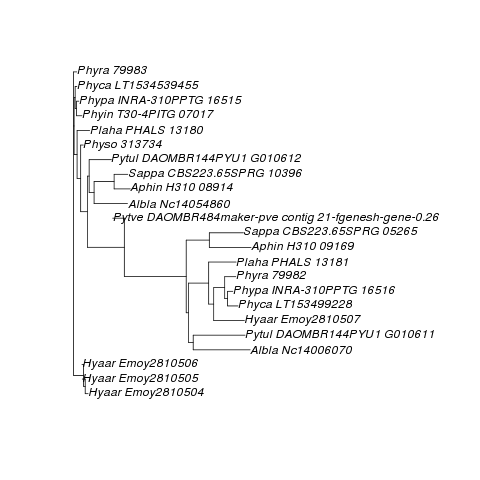 Phyra 79983
Phyca LT1534539455
Phypa INRA-310PPTG 16515
Phyin T30-4PITG 07017
Plaha PHALS 13180
Physo 313734
Pytul DAOMBR144PYU1 G010612
Sappa CBS223.65SPRG 10396
Aphin H310 08914
Albla Nc14054860
Pytve DAOMBR484maker-pve contig 21-fgenesh-gene-0.26
Sappa CBS223.65SPRG 05265
Aphin H310 09169
Plaha PHALS 13181
Phyra 79982
Phypa INRA-310PPTG 16516
Phyca LT153499228
Hyaar Emoy2810507
Pytul DAOMBR144PYU1 G010611
Albla Nc14006070
Hyaar Emoy2810506
Hyaar Emoy2810505
Hyaar Emoy2810504